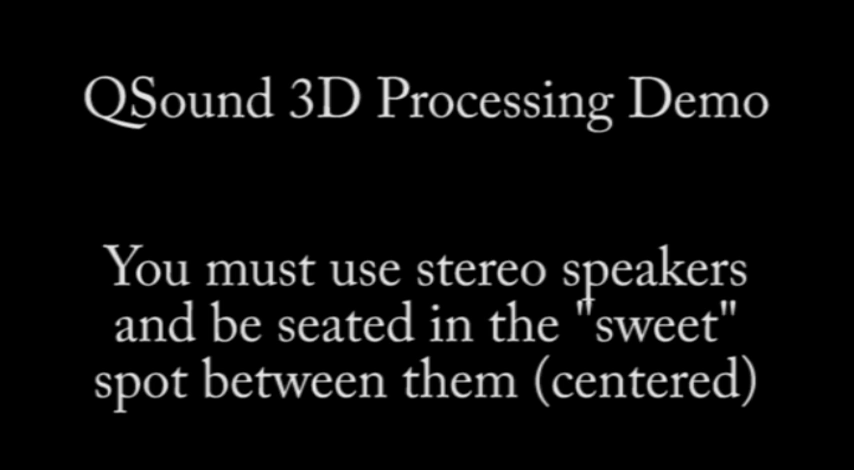 QSound 3D Processing Demo
You must use stereo speakers
and be seated in the "sweet"
spot between them (centered)